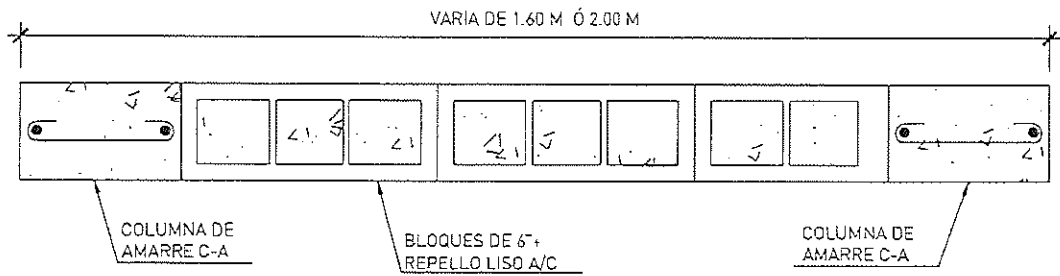 VARIA DE 1.60 M Ó 2.00 M
COLUMNA DE
AMARRE C-A
BLOQUES DE 6"+
REPELLO LISO A/C
COLUMNA DE
AMARRE C-A